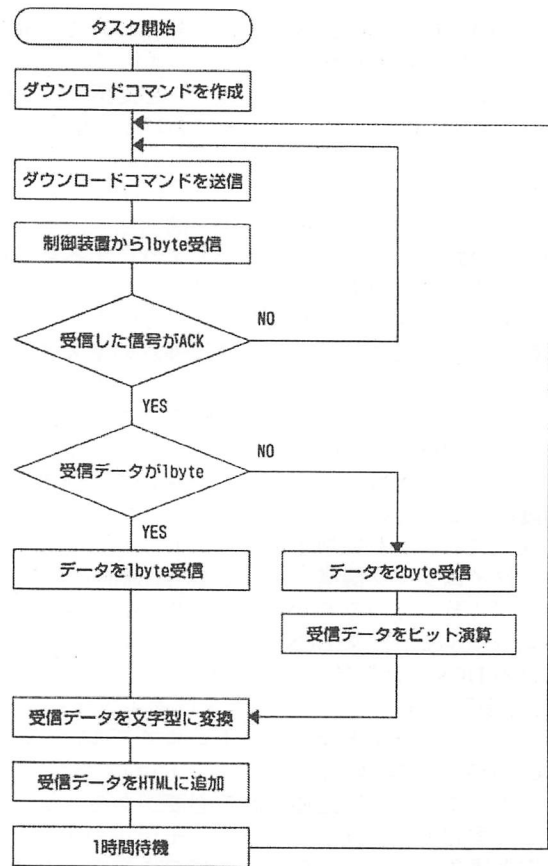 タスク開始
ダウンロードコマンドを作成
ダウンロードコマンドを送信
制御装置から1byte受信
受信した信号がACK
NO
YES
受信データが1byte
NO
YES
データを1byte受信
データを2byte受信
受信データをビット演算
受信データを文字型に変換
受信データをHTMLに追加
1時間待機